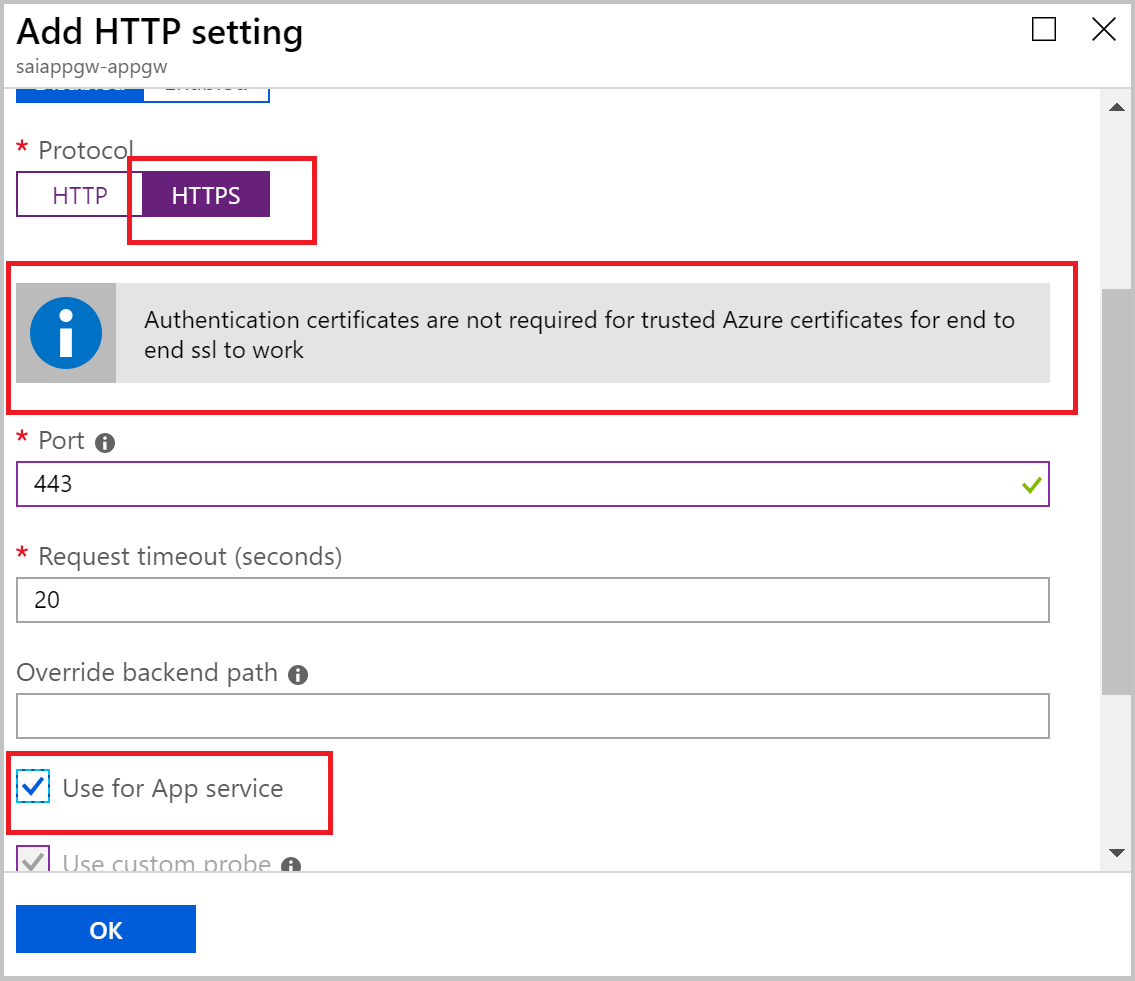 Add HTTP setting
saiappgw-appgw
Disabled Enabled
* Protocol
HTTP HTTPS
Authentication certificates are not required for trusted Azure certificates for end to
end ssl to work
* Port
443
* Request timeout (seconds)
20
Override backend path
Use for App service
Use custom probe
OK